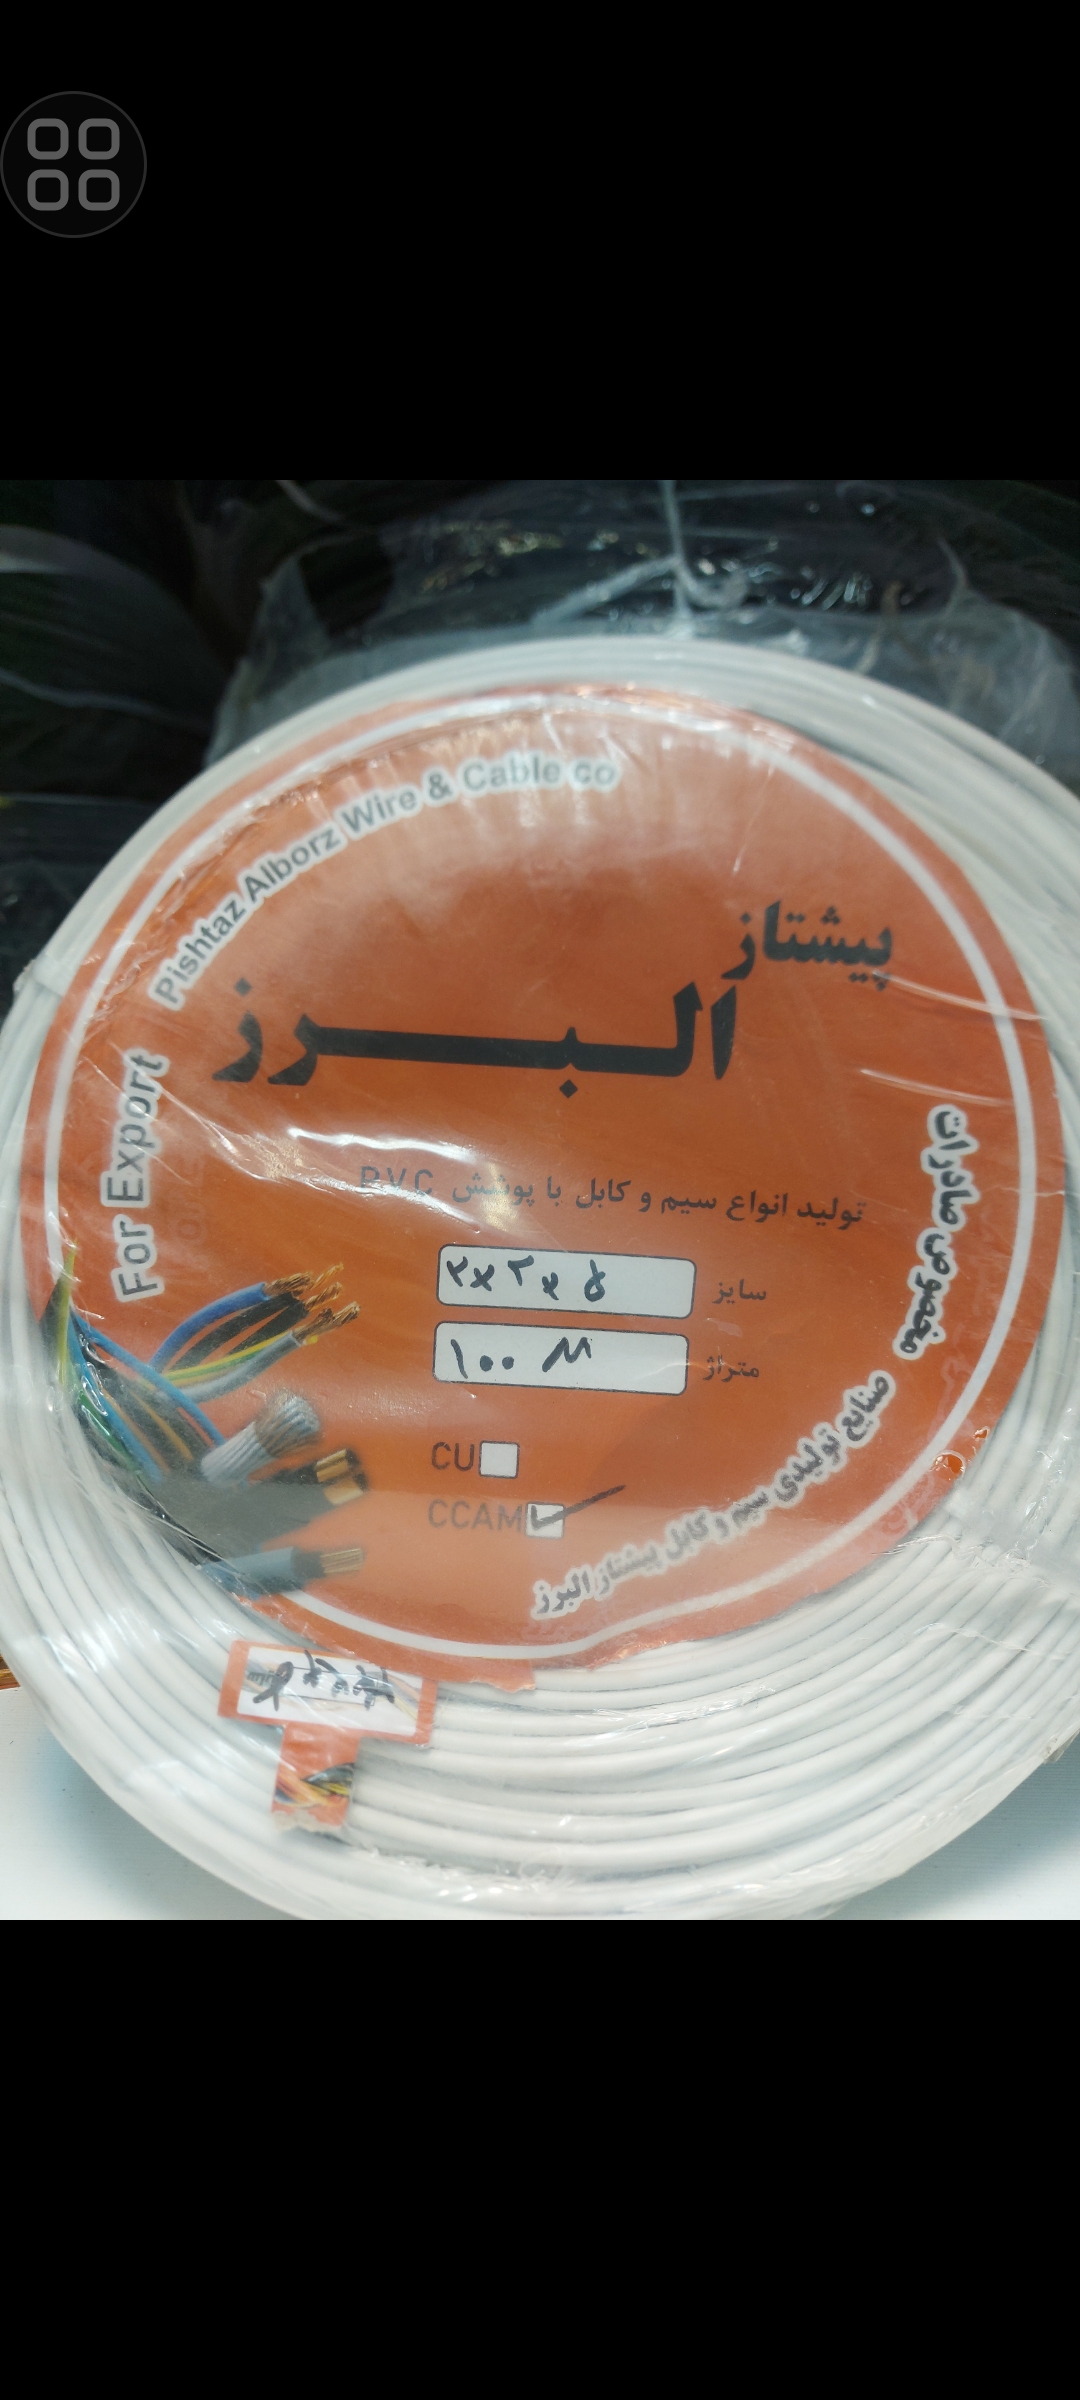 Pishtaz Alborz Wire & Cable co
For Export
پیشتاز
البرز
تولید انواع سیم و کابل با پوشش P.V.C
سایز ۲×۲×۵
متراژ ۱۰۰ M
CU
CCAM
مخصوص صادرات
صنایع تولیدی سیم و کابل پیشتاز البرز